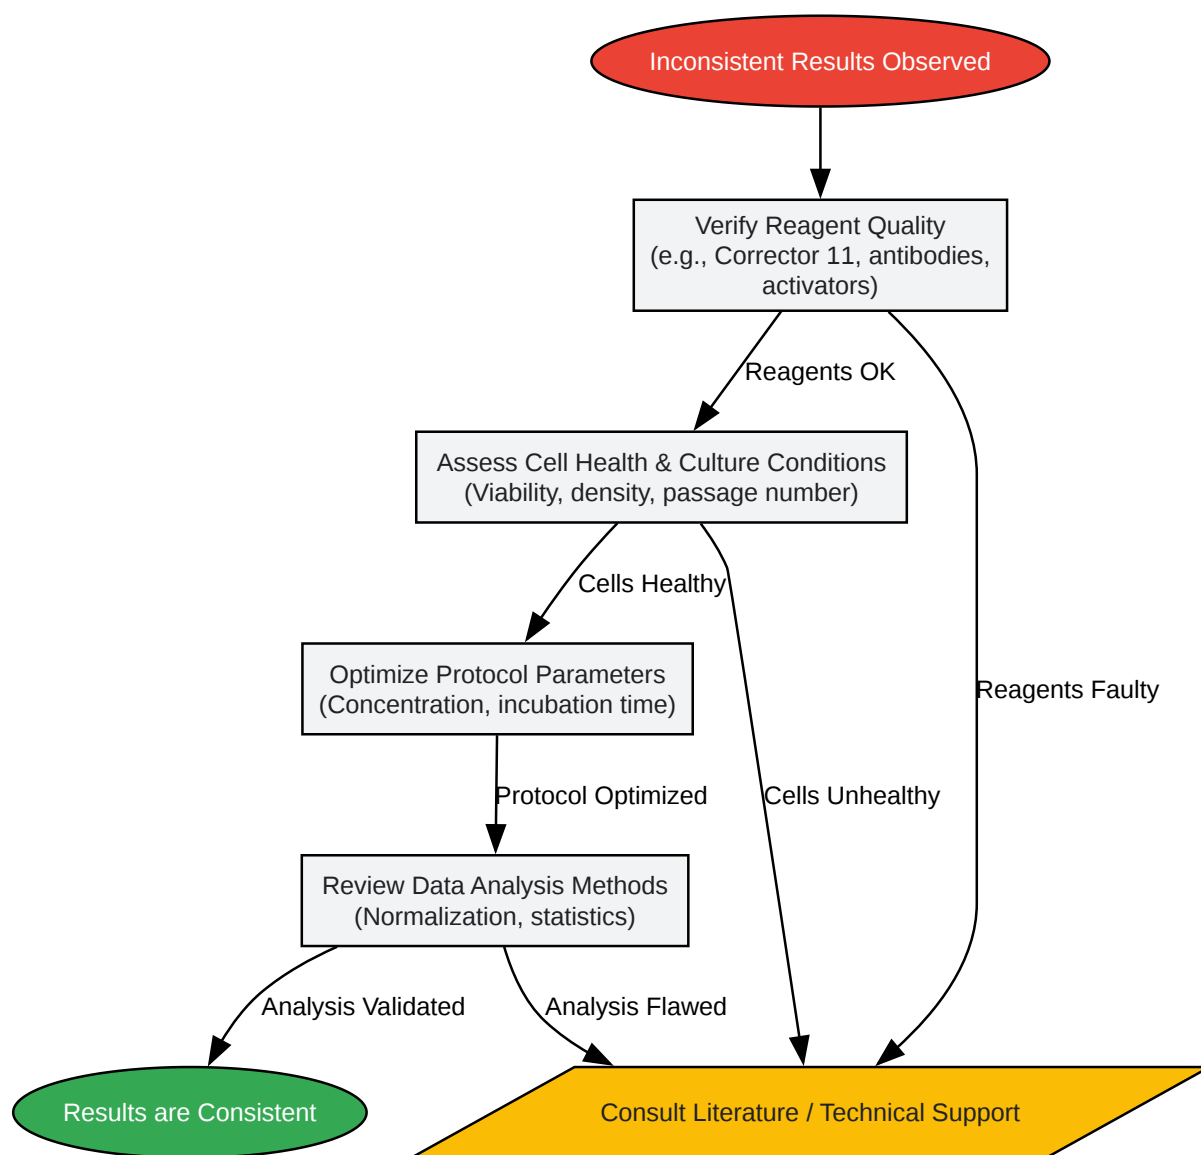 Inconsistent Results Observed
Verify Reagent Quality
(e.g., Corrector 11, antibodies,
activators)
Reagents OK
Assess Cell Health & Culture Conditions
(Viability, density, passage number)
Cells Healthy
Optimize Protocol Parameters
(Concentration, incubation time)
Reagents Faulty
Protocol Optimized
Cells Unhealthy
Review Data Analysis Methods
(Normalization, statistics)
Analysis Validated
Analysis Flawed
Results are Consistent
Consult Literature / Technical Support